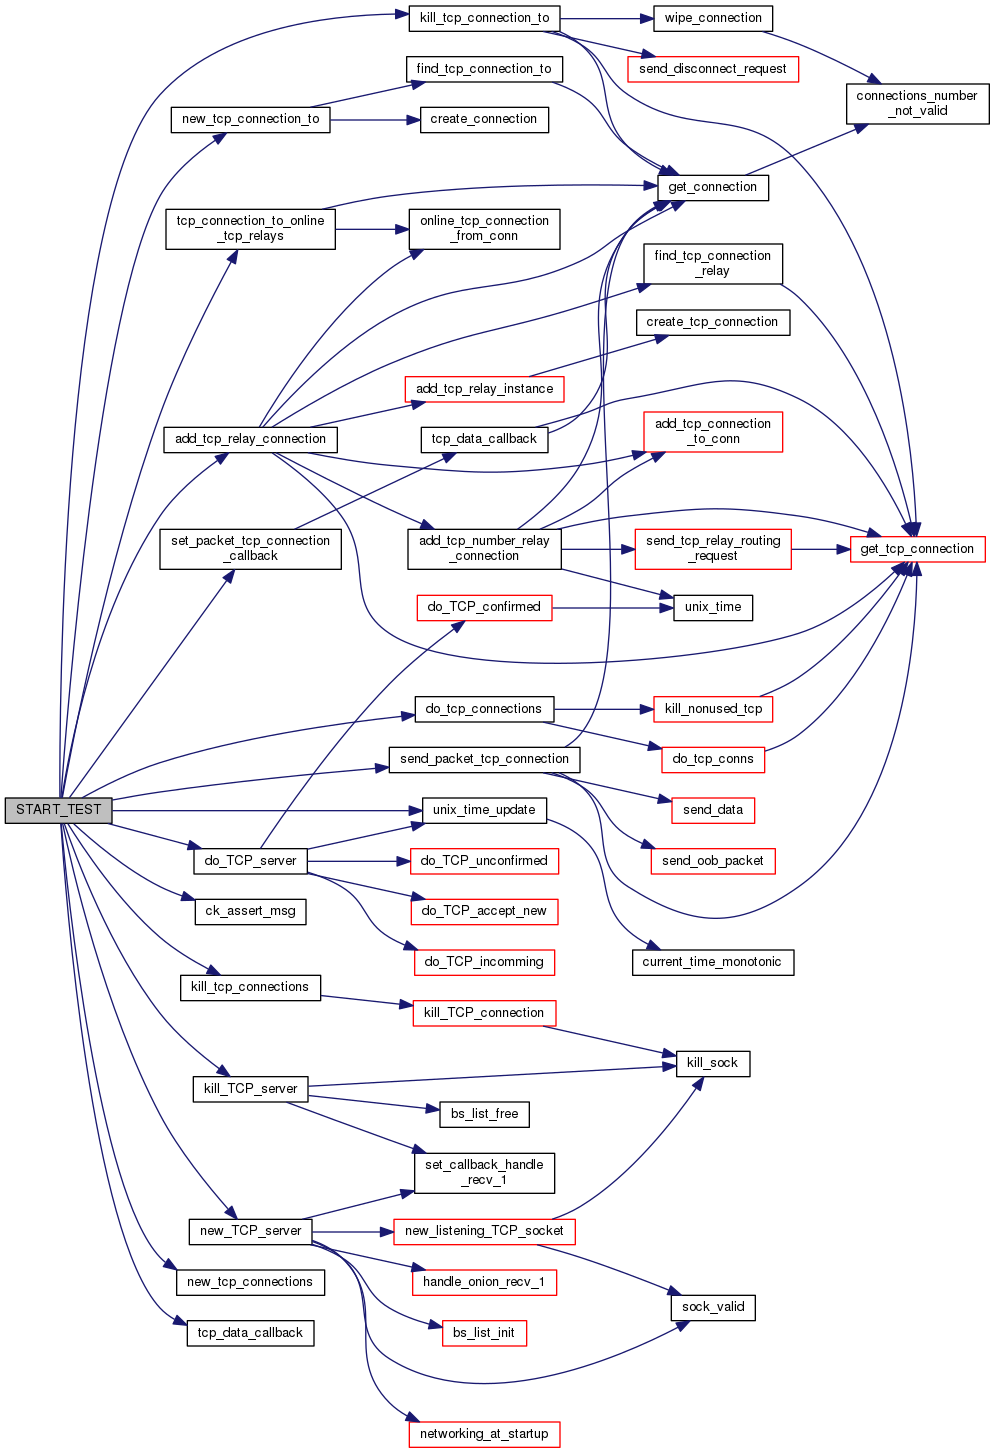 kill_tcp_connection_to
wipe_connection
find_tcp_connection_to
send_disconnect_request
connections_number
_not_valid
new_tcp_connection_to
create_connection
get_connection
tcp_connection_to_online
_tcp_relays
online_tcp_connection
_from_conn
find_tcp_connection
_relay
create_tcp_connection
add_tcp_relay_instance
add_tcp_relay_connection
tcp_data_callback
add_tcp_connection
_to_conn
set_packet_tcp_connection
_callback
add_tcp_number_relay
_connection
send_tcp_relay_routing
_request
get_tcp_connection
do_TCP_confirmed
unix_time
do_tcp_connections
kill_nonused_tcp
send_packet_tcp_connection
do_tcp_conns
START_TEST
unix_time_update
send_data
do_TCP_server
do_TCP_unconfirmed
send_oob_packet
ck_assert_msg
do_TCP_accept_new
do_TCP_incomming
current_time_monotonic
kill_tcp_connections
kill_TCP_connection
kill_sock
kill_TCP_server
bs_list_free
set_callback_handle
_recv_1
new_TCP_server
new_listening_TCP_socket
new_tcp_connections
handle_onion_recv_1
sock_valid
tcp_data_callback
bs_list_init
networking_at_startup